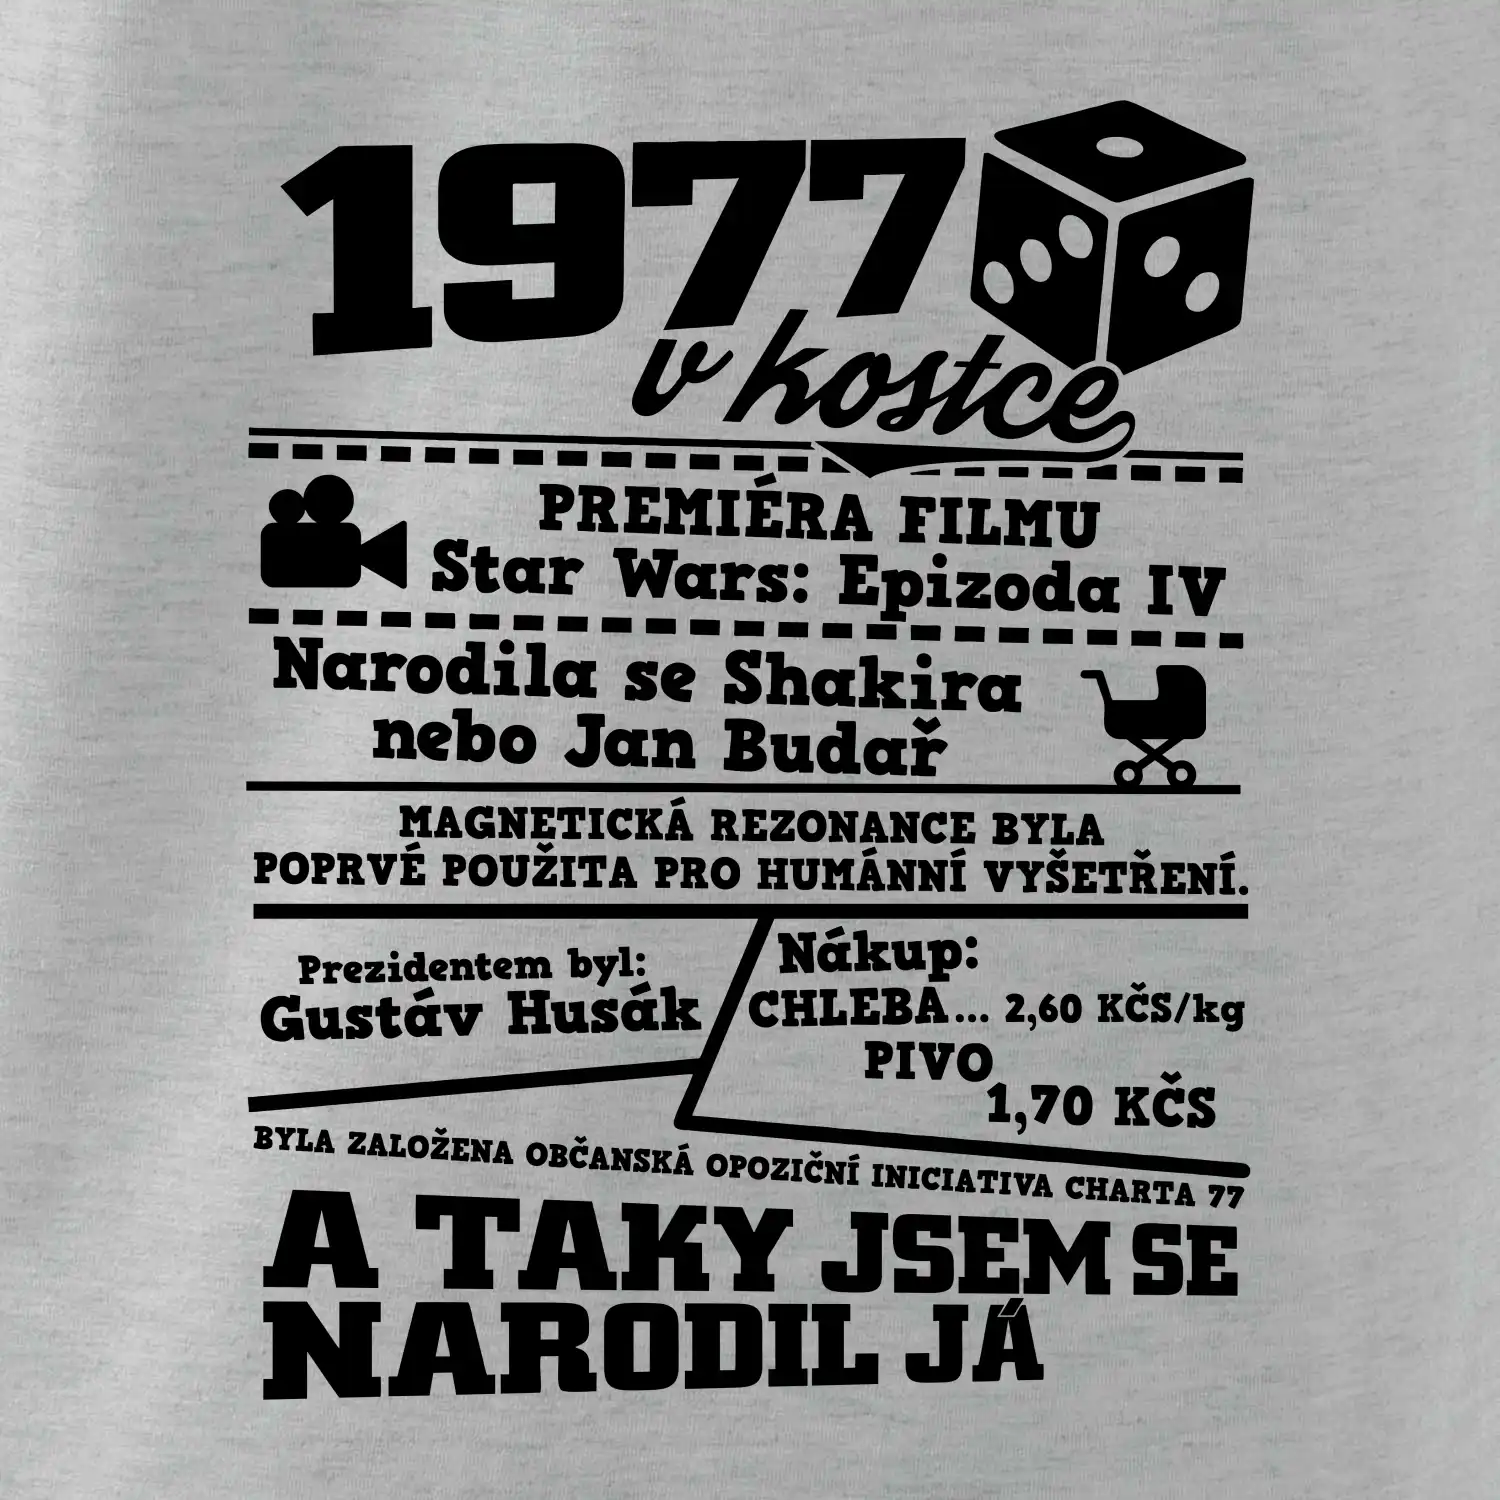 1977
v kostce
PREMIÉRA FILMU
Star Wars: Epizoda IV
Narodila se Shakira
nebo Jan Budař
MAGNETICKÁ REZONANCE BYLA
POPRVÉ POUŽITA PRO HUMÁNNÍ VYŠETŘENÍ.
Prezidentem byl:
Gustáv Husák
Nákup:
CHLEBA... 2,60 KČS/kg
PIVO
1,70 KČS
BYLA ZALOŽENA OBČANSKÁ OPOZIČNÍ INICIATIVA CHARTA 77
A TAKY JSEM SE
NARODIL JÁ